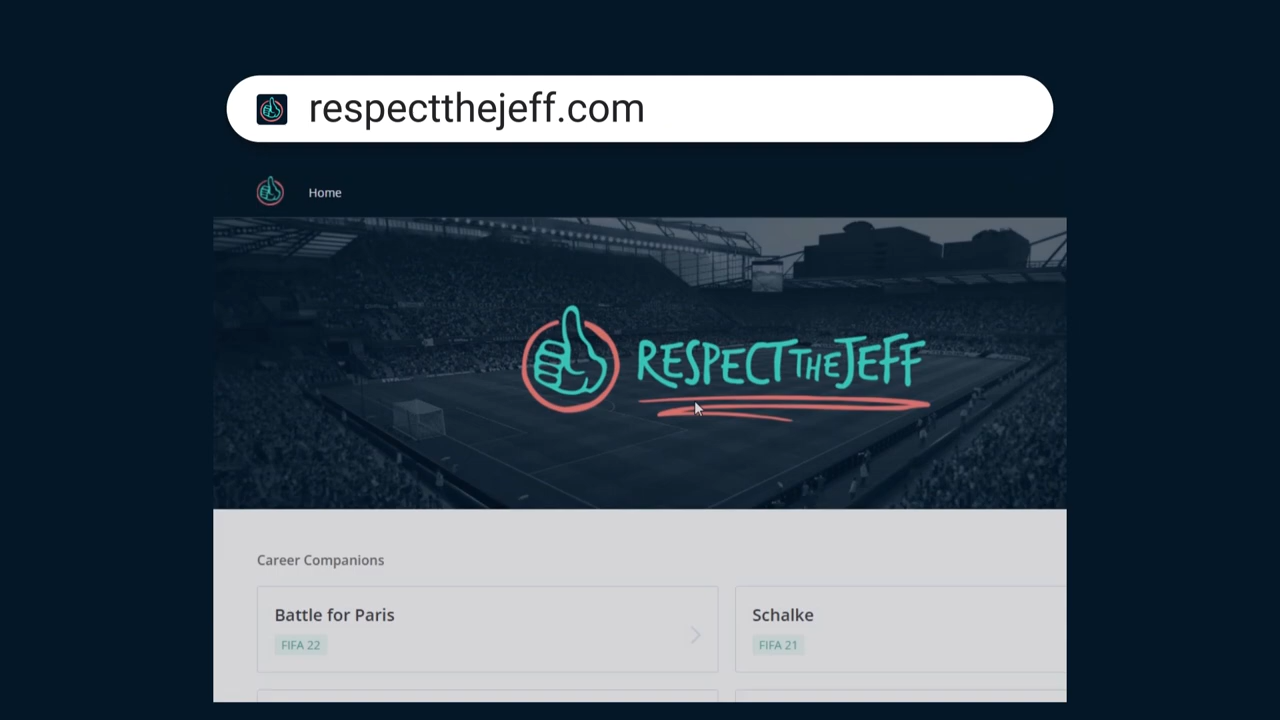 respectthejeff.com
Home
RESPECTTHEJEFF
Career Companions
Battle for Paris
FIFA 22
Schalke
FIFA 21